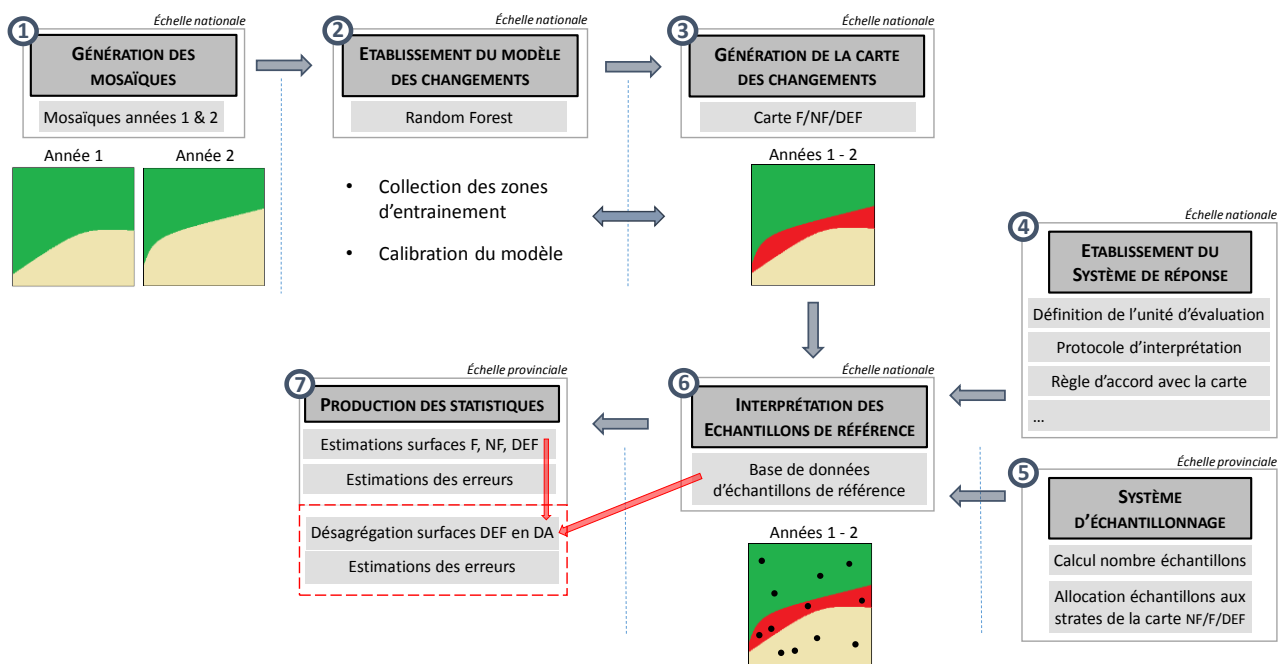 Échelle nationale
1
GÉNÉRATION DES
MOSAÏQUES
Mosaïques années 1 & 2
Année 1
Année 2
Échelle nationale
2
ETABLISSEMENT DU MODÈLE
DES CHANGEMENTS
Random Forest
• Collection des zones
d'entrainement
• Calibration du modèle
Échelle nationale
3
GÉNÉRATION DE LA CARTE
DES CHANGEMENTS
Carte F/NF/DEF
Années 1 - 2
Échelle nationale
4
ETABLISSEMENT DU
SYSTÈME DE RÉPONSE
Définition de l'unité d'évaluation
Protocole d'interprétation
Règle d'accord avec la carte
...
Échelle provinciale
5
SYSTÈME
D'ÉCHANTILLONNAGE
Calcul nombre échantillons
Allocation échantillons aux
strates de la carte NF/F/DEF
Échelle nationale
6
INTERPRÉTATION DES
ECHANTILLONS DE RÉFÉRENCE
Base de données
d'échantillons de référence
Années 1 - 2
Échelle provinciale
7
PRODUCTION DES STATISTIQUES
Estimations surfaces F, NF, DEF
Estimations des erreurs
Désagrégation surfaces DEF en DA
Estimations des erreurs